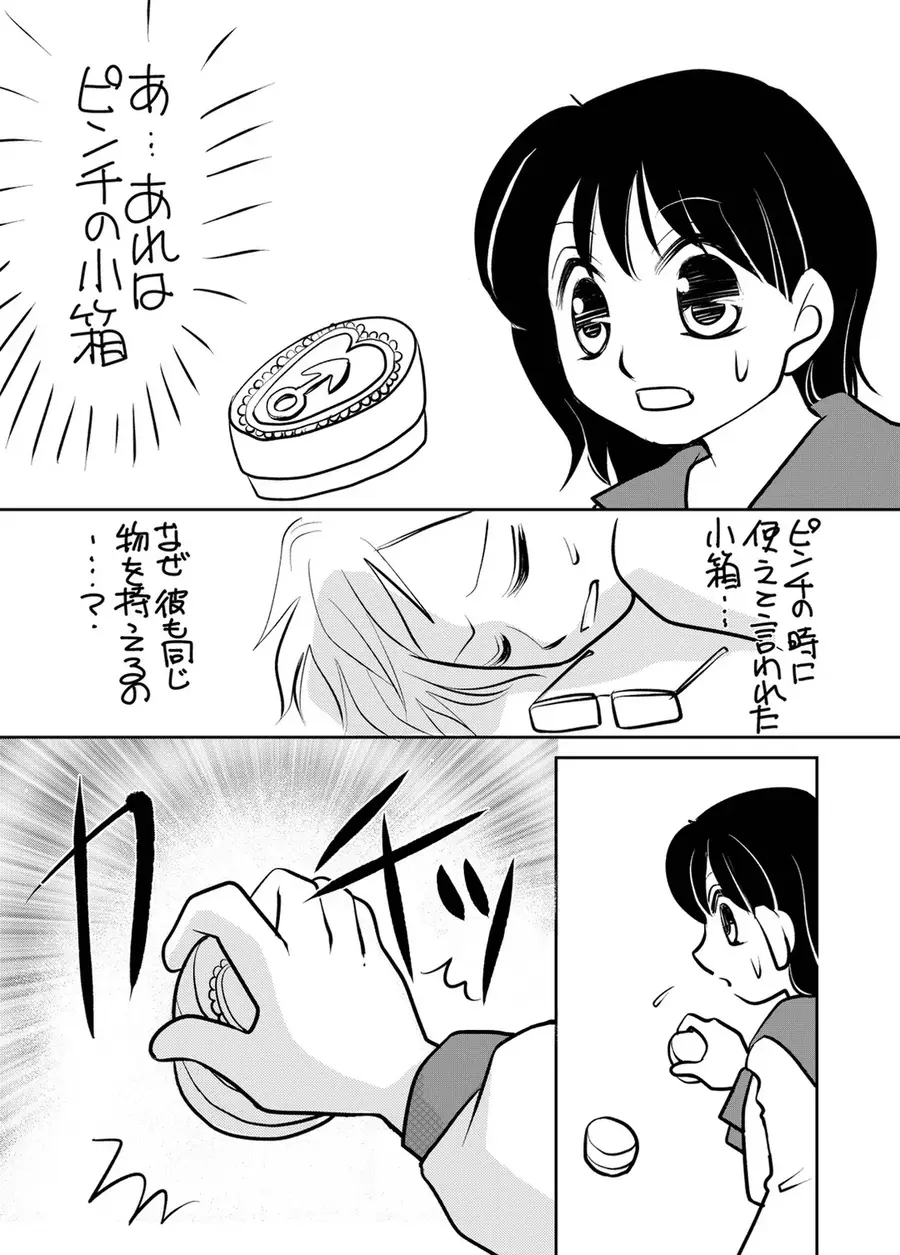 あ…あれは
ピンチの小箱
ピンチの時に
使えと言われた
小箱…
なぜ彼も同じ
物を持ってるの
……？
ガ
ッ